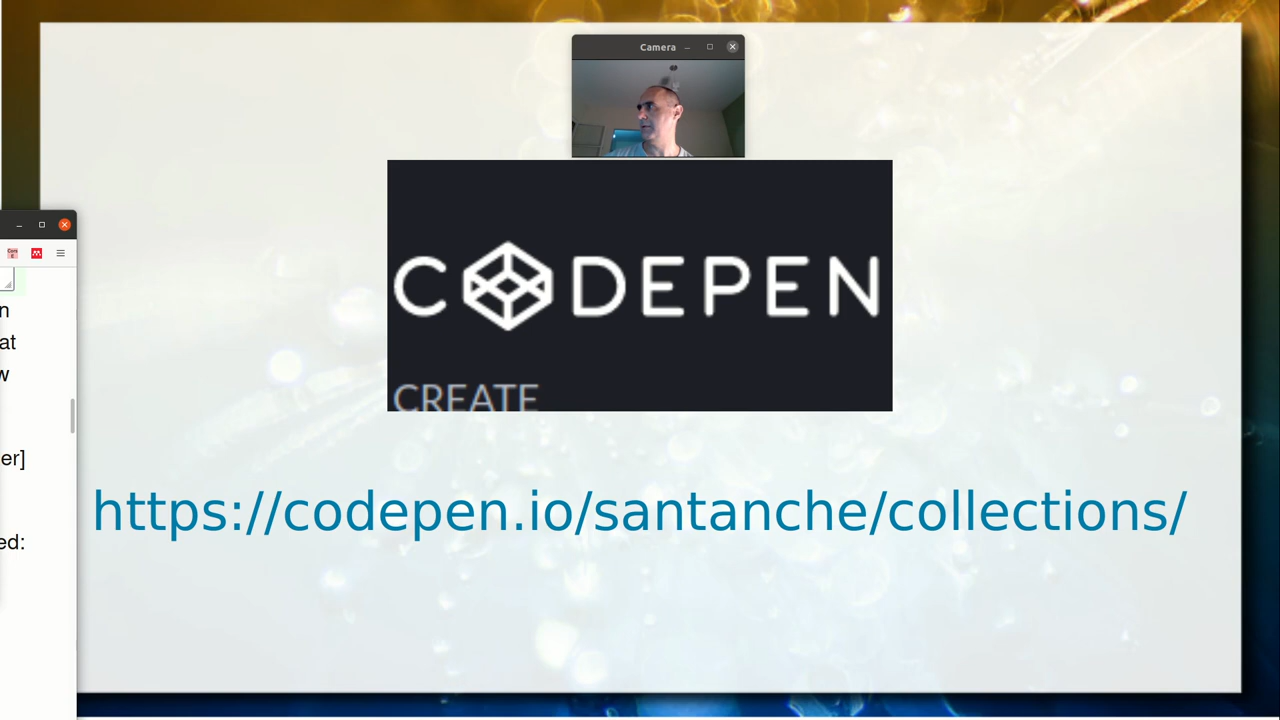 Camera
CODEPEN
CREATE
n
at
w
er]
ed:
https://codepen.io/santanche/collections/